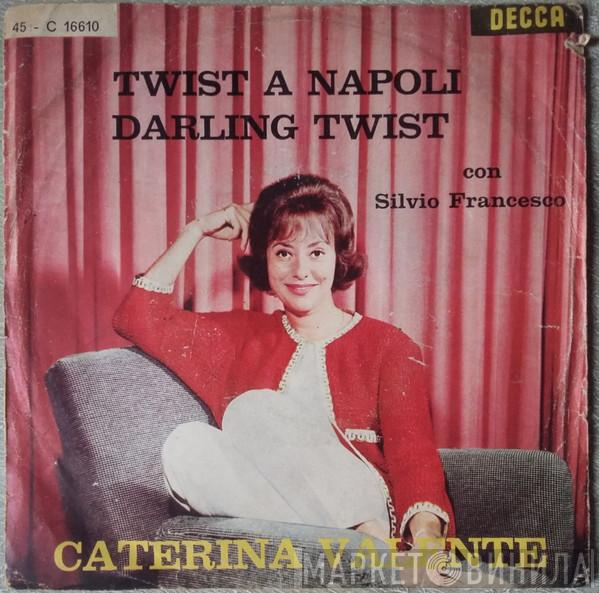 45 - C 16610
DECCA
TWIST A NAPOLI
DARLING TWIST
con
Silvio Francesco
CATERINA VALENTE
МАРКЕТ ВИНИЛА